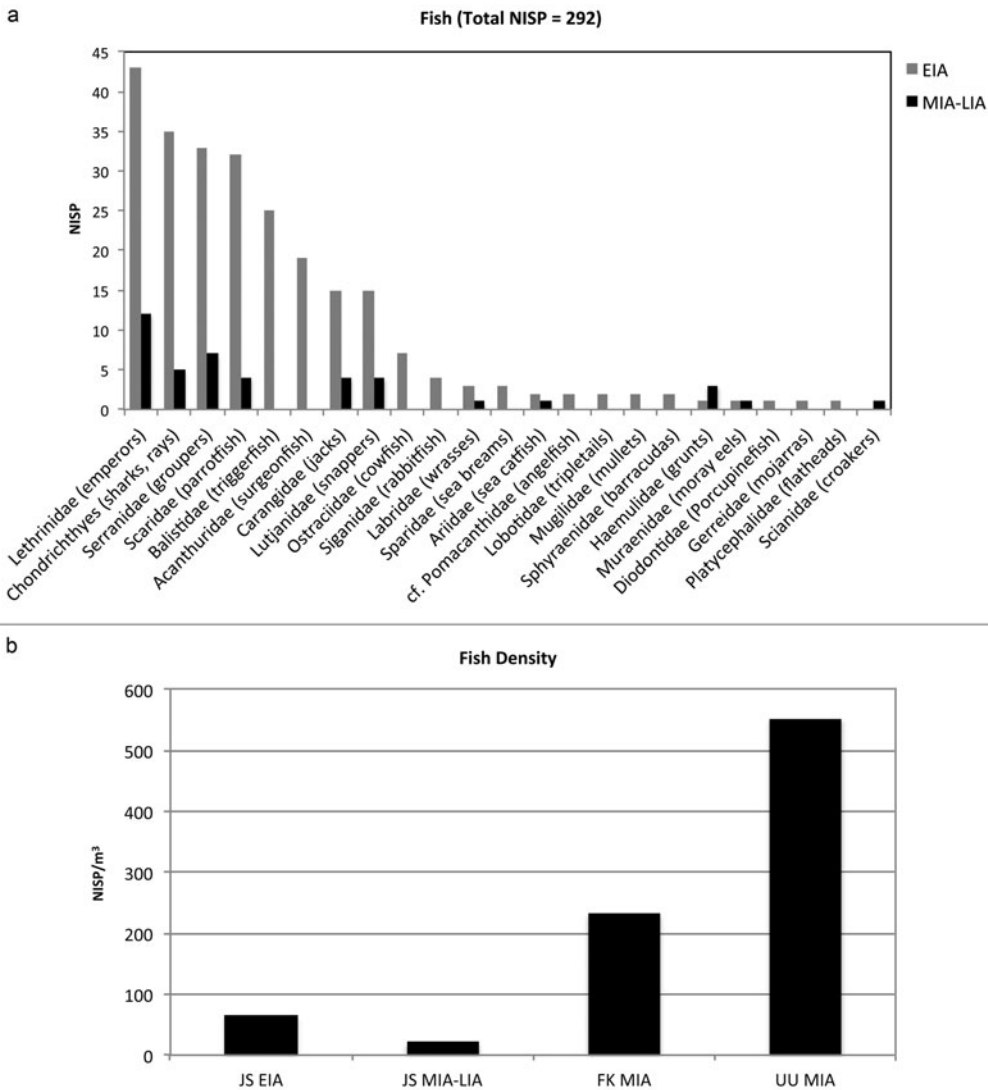 a
Fish (Total NISP = 292)
45
40
35
30
25
20
15
10
5
0
NISP
EIA
MIA-LIA
Lethrinidae (emperors)
Chondrichthyes (sharks, rays)
Serranidae (groupers)
Scaridae (parrotfish)
Balistidae (triggerfish)
Acanthuridae (surgeonfish)
Carangidae (jacks)
Lutjanidae (snappers)
Ostraciidae (cowfish)
Siganidae (rabbitfish)
Labridae (wrasses)
Sparidae (sea breams)
Ariidae (sea catfish)
cf. Pomacanthidae (angelfish)
Lobotidae (tripletails)
Mugilidae (mullets)
Sphyraenidae (barracudas)
Haemulidae (grunts)
Muraenidae (moray eels)
Diodontidae (Porcupinefish)
Gerreidae (mojarras)
Platycephalidae (flatheads)
Scianidae (croakers)
b
Fish Density
600
500
400
300
200
100
0
NISP/m³
JS EIA
JS MIA-LIA
FK MIA
UU MIA